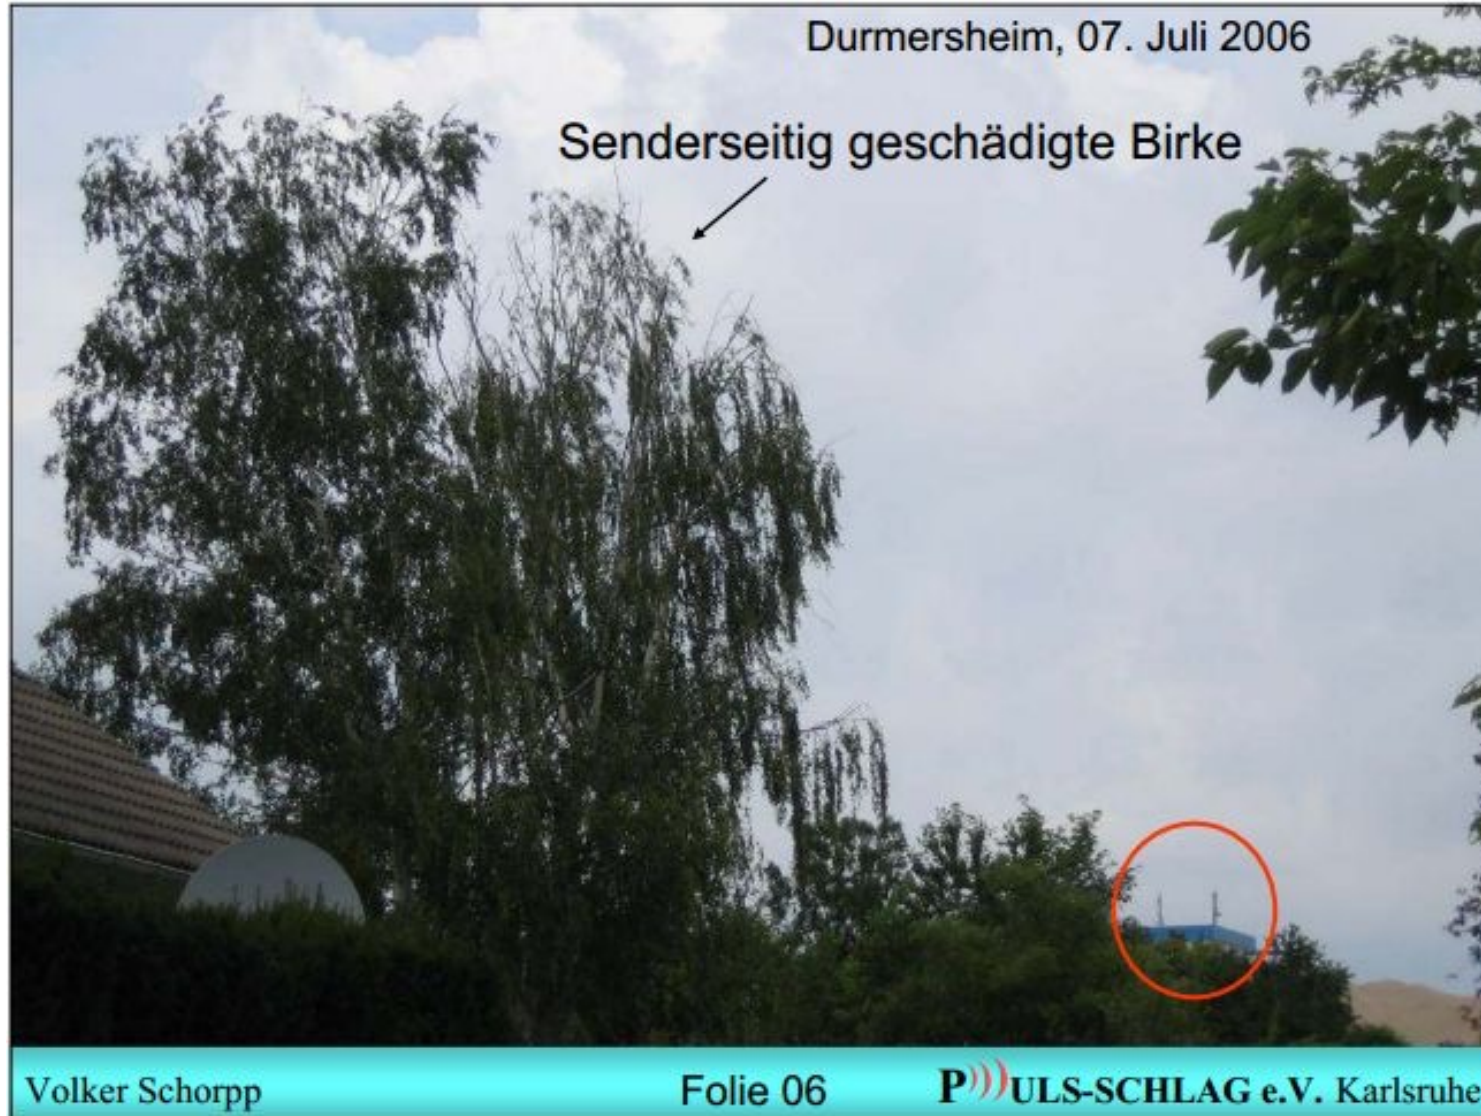 Durmersheim, 07. Juli 2006
Senderseitig geschädigte Birke
Volker Schorpp
Folie 06
PULS-SCHLAG e.V. Karlsruhe